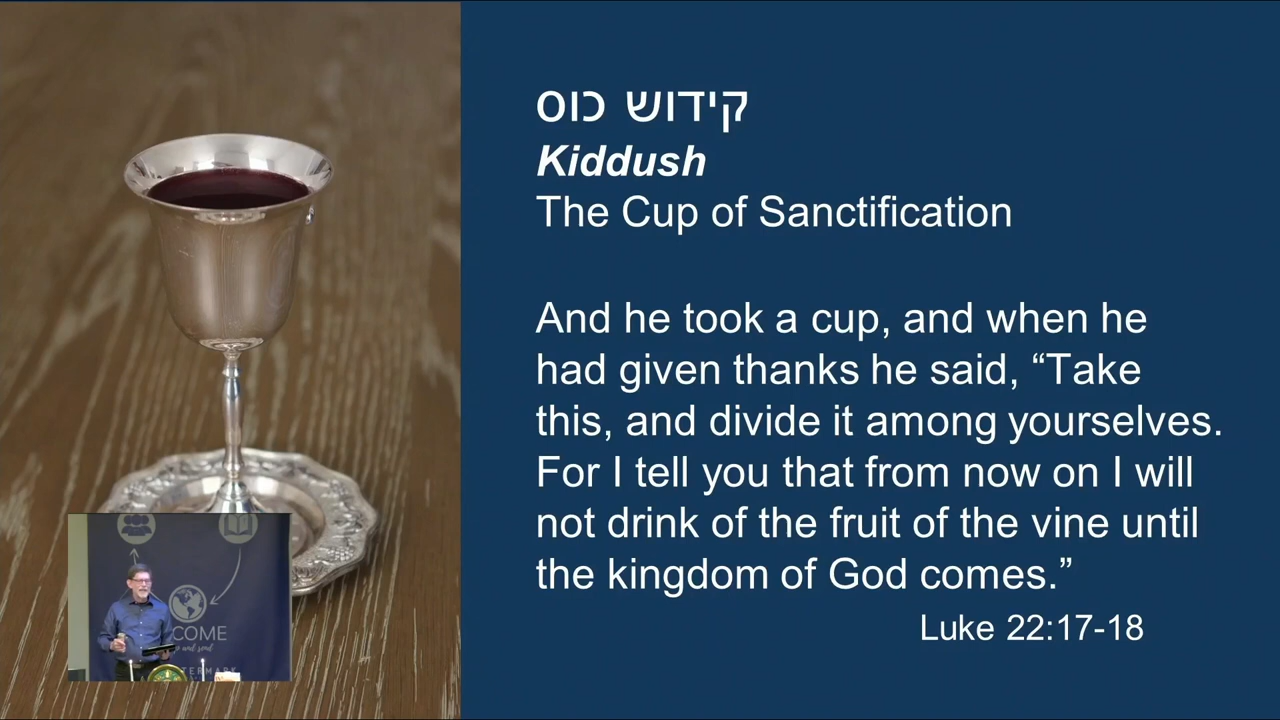 קידוש כוס
Kiddush
The Cup of Sanctification
And he took a cup, and when he
had given thanks he said, “Take
this, and divide it among yourselves.
For I tell you that from now on I will
not drink of the fruit of the vine until
the kingdom of God comes.”
Luke 22:17-18
COME